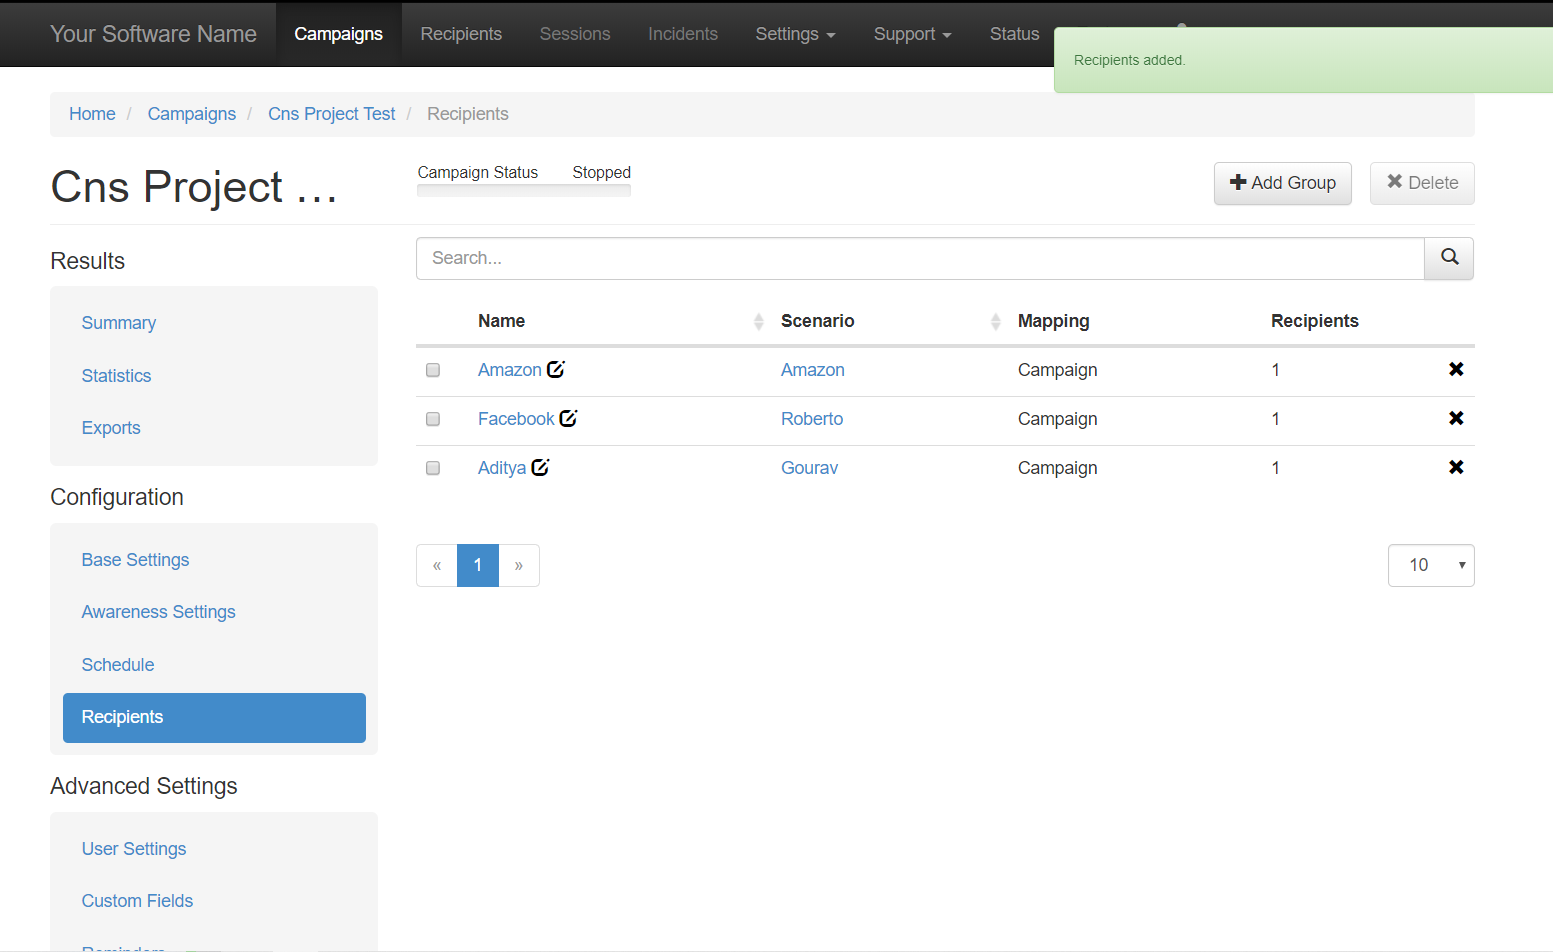 Your Software Name Campaigns Recipients Sessions Incidents Settings Support Status
Recipients added.
Home / Campaigns / Cns Project Test / Recipients
Cns Project ...
Campaign Status Stopped
Add Group Delete
Search...
Results
Summary
Statistics
Exports
Configuration
Base Settings
Awareness Settings
Schedule
Recipients
Advanced Settings
User Settings
Custom Fields
Name Scenario Mapping Recipients
Amazon Amazon Campaign 1
Facebook Roberto Campaign 1
Aditya Gourav Campaign 1
« 1 » 10